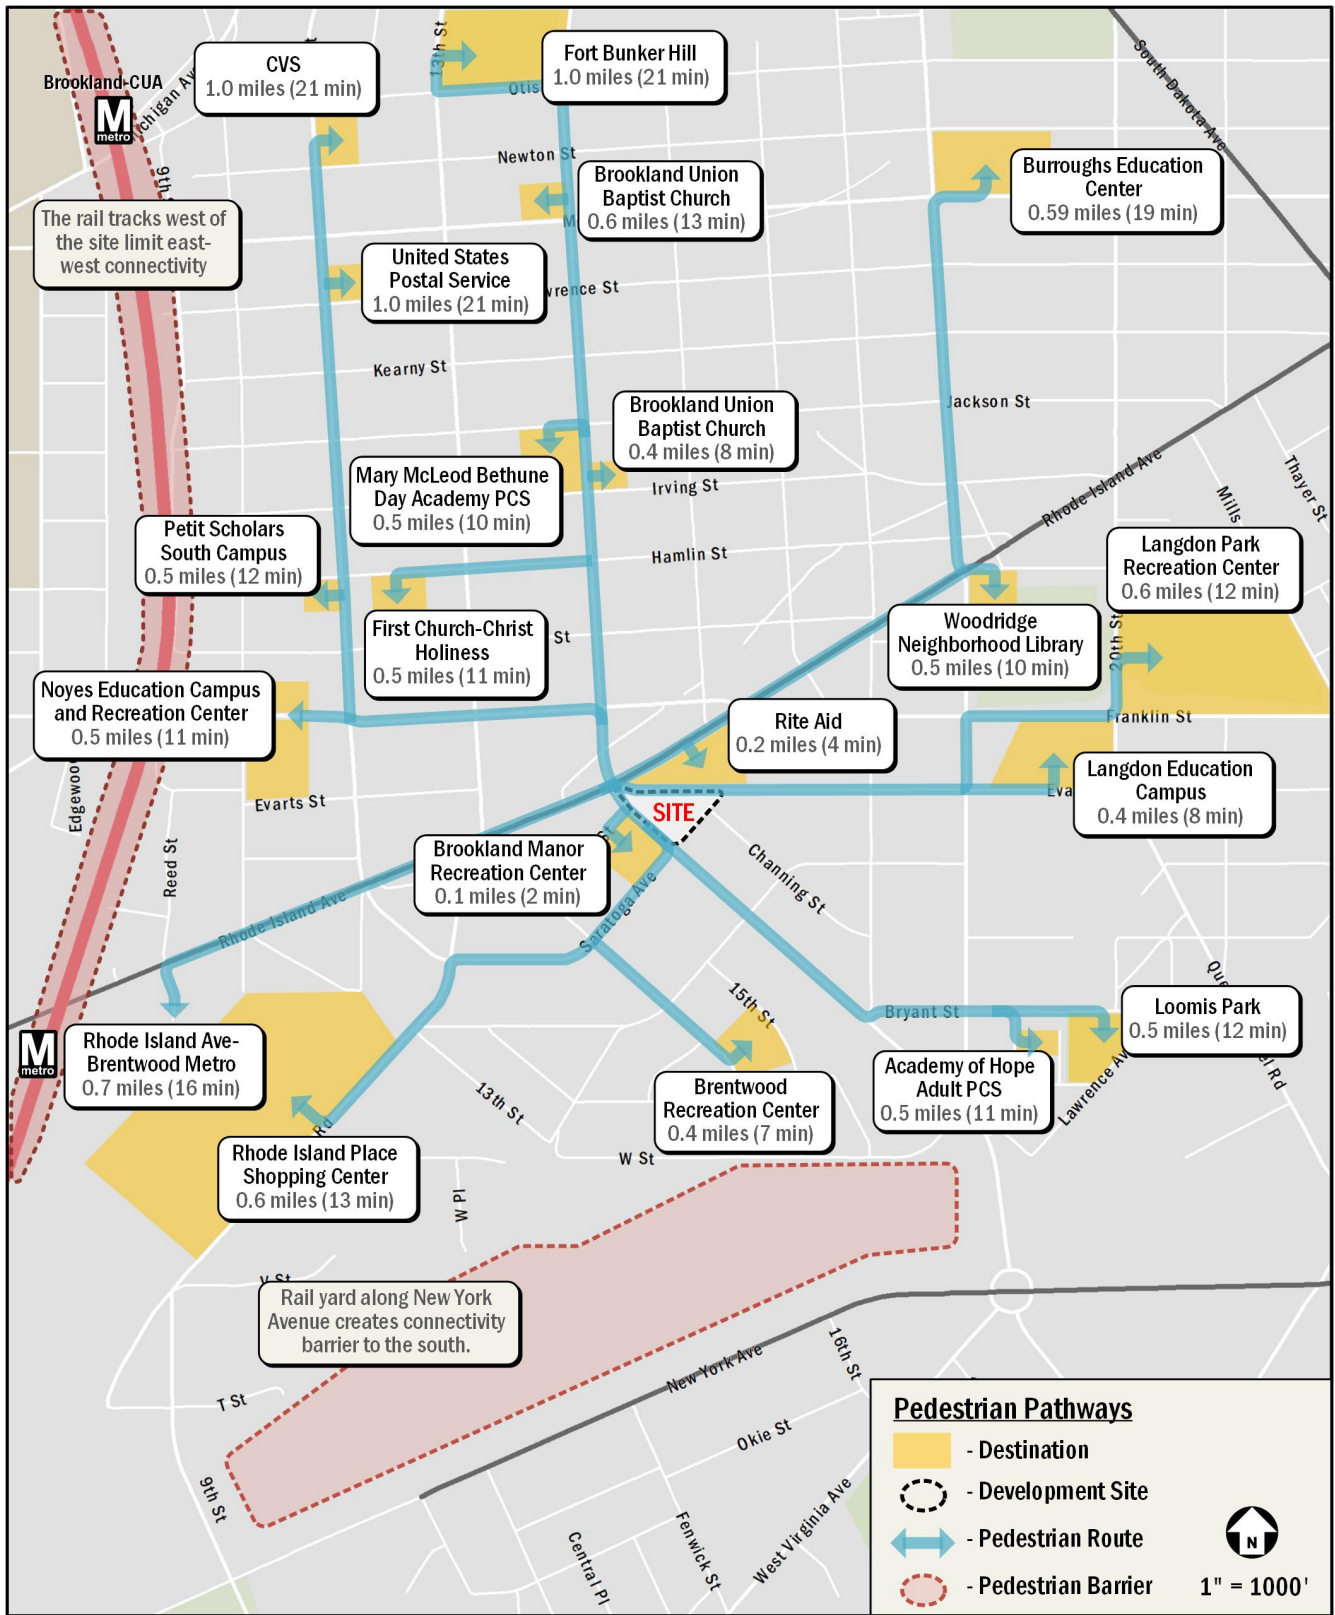 13th St
CVS
1.0 miles (21 min)
Fort Bunker Hill
1.0 miles (21 min)
South Dakota Ave
Brookland-CUA
M
metro
Otis
Newton St
9th
Brookland Union
Baptist Church
0.6 miles (13 min)
Burroughs Education
Center
0.59 miles (19 min)
The rail tracks west of
the site limit east-
west connectivity
United States
Postal Service
1.0 miles (21 min)
Kearny St
Jackson St
Brookland Union
Baptist Church
0.4 miles (8 min)
Rhode Island Ave
Mary McLeod Bethune
Day Academy PCS
0.5 miles (10 min)
Irving St
Mills
Thayer St
Petit Scholars
South Campus
0.5 miles (12 min)
Hamlin St
Langdon Park
Recreation Center
0.6 miles (12 min)
First Church-Christ
Holiness
0.5 miles (11 min)
St
Woodridge
Neighborhood Library
0.5 miles (10 min)
20th St
Noyes Education Campus
and Recreation Center
0.5 miles (11 min)
Rite Aid
0.2 miles (4 min)
Franklin St
Evarts St
SITE
Langdon Education
Campus
0.4 miles (8 min)
Reed St
Brookland Manor
Recreation Center
0.1 miles (2 min)
St
Channing St
Rhode Island Ave
Saratoga Ave
15th St
Bryant St
Loomis Park
0.5 miles (12 min)
M
metro
Rhode Island Ave-
Brentwood Metro
0.7 miles (16 min)
Academy of Hope
Adult PCS
0.5 miles (11 min)
Brentwood
Recreation Center
0.4 miles (7 min)
13th St
Rd
Rhode Island Place
Shopping Center
0.6 miles (13 min)
W St
W Pl
Rail yard along New York
Avenue creates connectivity
barrier to the south.
New York Ave
16th St
T St
Okie St
9th St
Central Pl
Fenwick St
West Virginia Ave
Pedestrian Pathways
- Destination
- Development Site
- Pedestrian Route
- Pedestrian Barrier
N
1" = 1000'